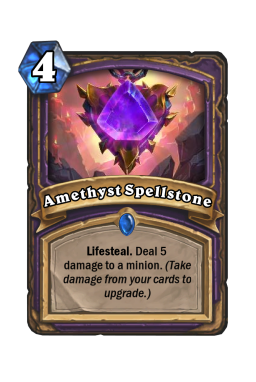 4
Amethyst Spellstone
Lifesteal. Deal 5
damage to a minion. (Take
damage from your cards to
upgrade.)